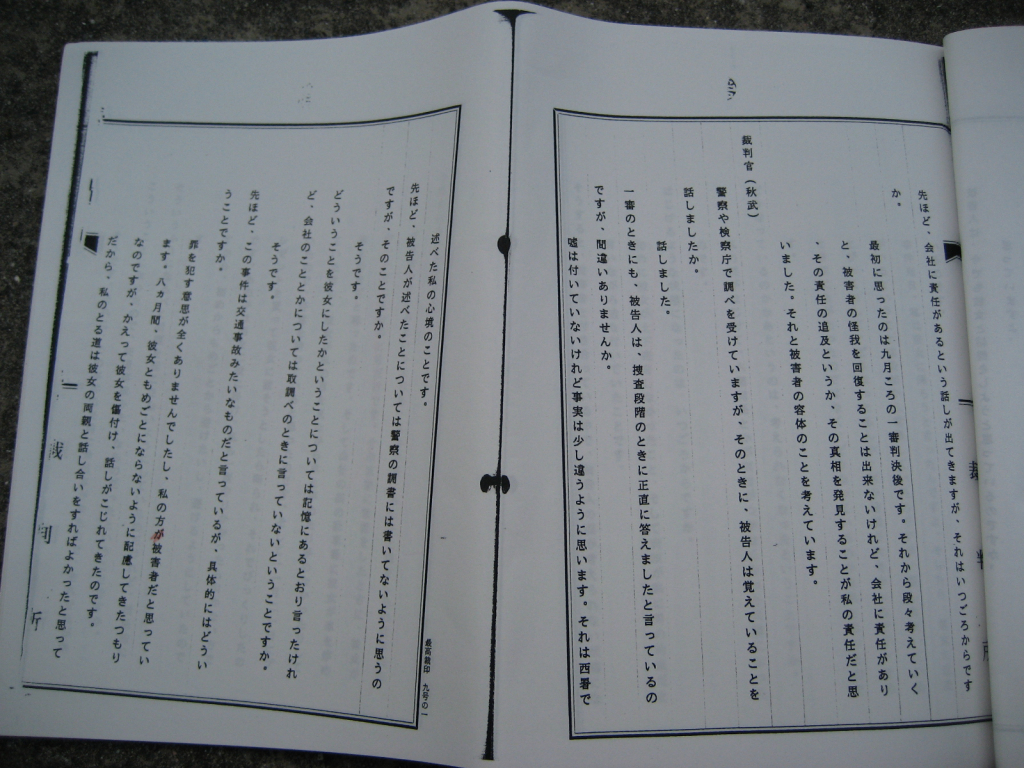 先ほど、会社に責任があるという話しが出てきますが、それはいつごろからです
か。
最初に思ったのは九月ころの一審判決後です。それから段々考えていく
と、被害者の怪我を回復することは出来ないけれど、会社に責任があり
、その責任の追及というか、その真相を発見することが私の責任だと思
いました。それと被害者の容体のことを考えています。
裁判官（秋武）
警察や検察庁で調べを受けていますが、そのときに、被告人は覚えていることを
話しましたか。
話しました。
一審のときにも、被告人は、捜査段階のときに正直に答えましたと言っているの
ですが、間違いありませんか。
嘘は付いていないけれど事実は少し違うように思います。それは西署で
述べた私の心境のことです。
先ほど、被告人が述べたことについては警察の調書には書いてないように思うの
ですが、そのことですか。
そうです。
どういうことを彼女にしたかということについては記憶にあるとおり言ったけれ
ど、会社のこととかについては取調べのときに言っていないということですか。
そうです。
先ほど、この事件は交通事故みたいなものだと言っているが、具体的にはどうい
うことですか。
罪を犯す意思が全くありませんでしたし、私の方が被害者だと思ってい
ます。八ヵ月間、彼女ともめごとにならないように配慮してきたつもり
なのですが、かえって彼女を傷付け、話しがこじれてきたのです。
だから、私のとる道は彼女の両親と話し合いをすればよかったと思って
裁判所
最高裁印 九号の一